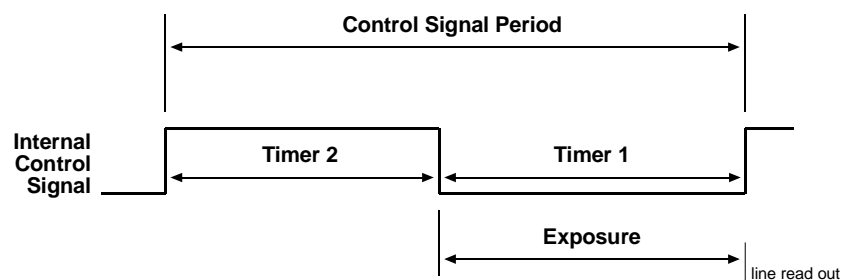 Control Signal Period
Internal
Control
Signal
Timer 2
Timer 1
Exposure
line read out